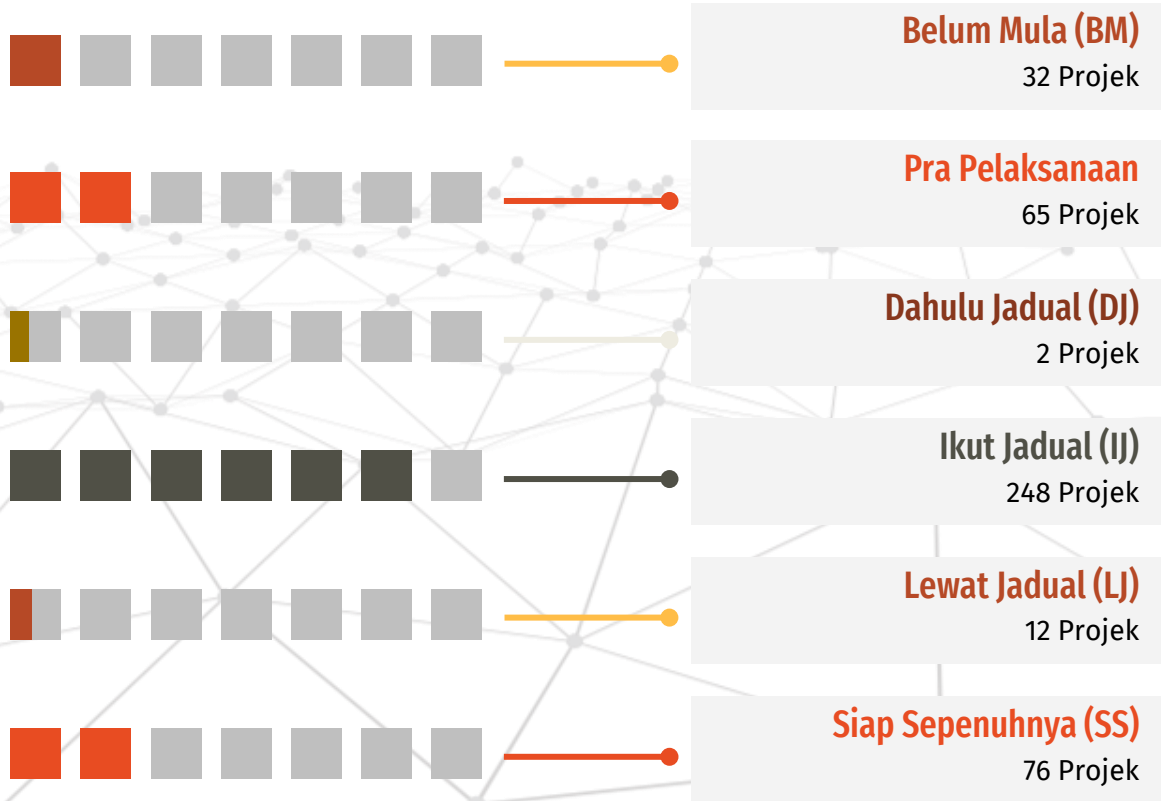 Belum Mula (BM)
32 Projek
Pra Pelaksanaan
65 Projek
Dahulu Jadual (DJ)
2 Projek
Ikut Jadual (IJ)
248 Projek
Lewat Jadual (LJ)
12 Projek
Siap Sepenuhnya (SS)
76 Projek